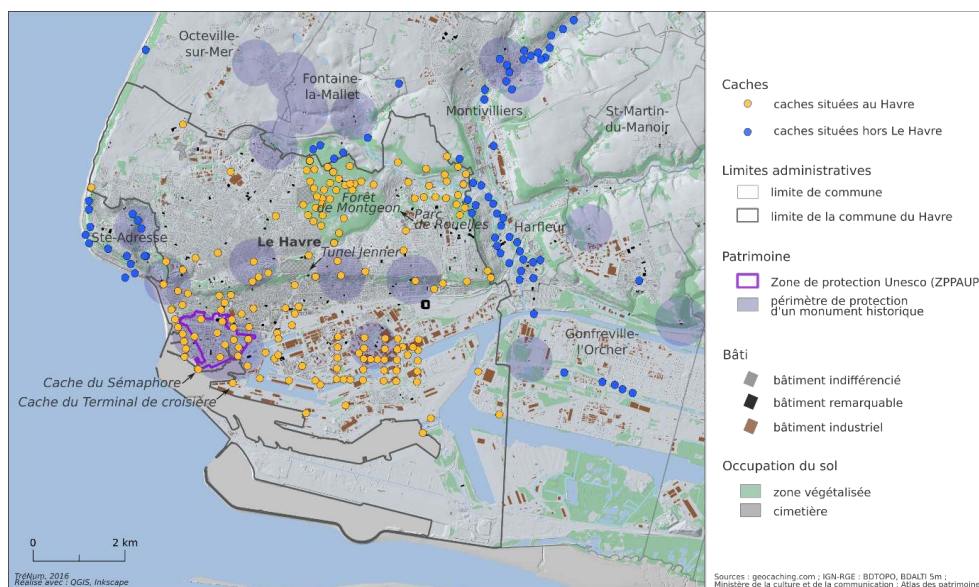 Octeville-
sur-Mer
Fontaine-
la-Mallet
Montivilliers
St-Martin-
du-Manoir
Forêt
de Montgeon
Parc
de Rouelles
Harfleur
Ste-Adresse
Le Havre
Tunel Jenner
Gonfreville-
l'Orcher
Cache du Sémaphore
Cache du Terminal de croisière
0 2 km
TréNum, 2016
Réalisé avec : QGIS, Inkscape
Caches
caches situées au Havre
caches situées hors Le Havre
Limites administratives
limite de commune
limite de la commune du Havre
Patrimoine
Zone de protection Unesco (ZPPAUP
périmètre de protection
d'un monument historique
Bâti
bâtiment indifférencié
bâtiment remarquable
bâtiment industriel
Occupation du sol
zone végétalisée
cimetière
Sources : geocaching.com ; IGN-RGE : BDTOPO, BDALTI 5m ;
Ministère de la culture et de la communication : Atlas des patrimoine